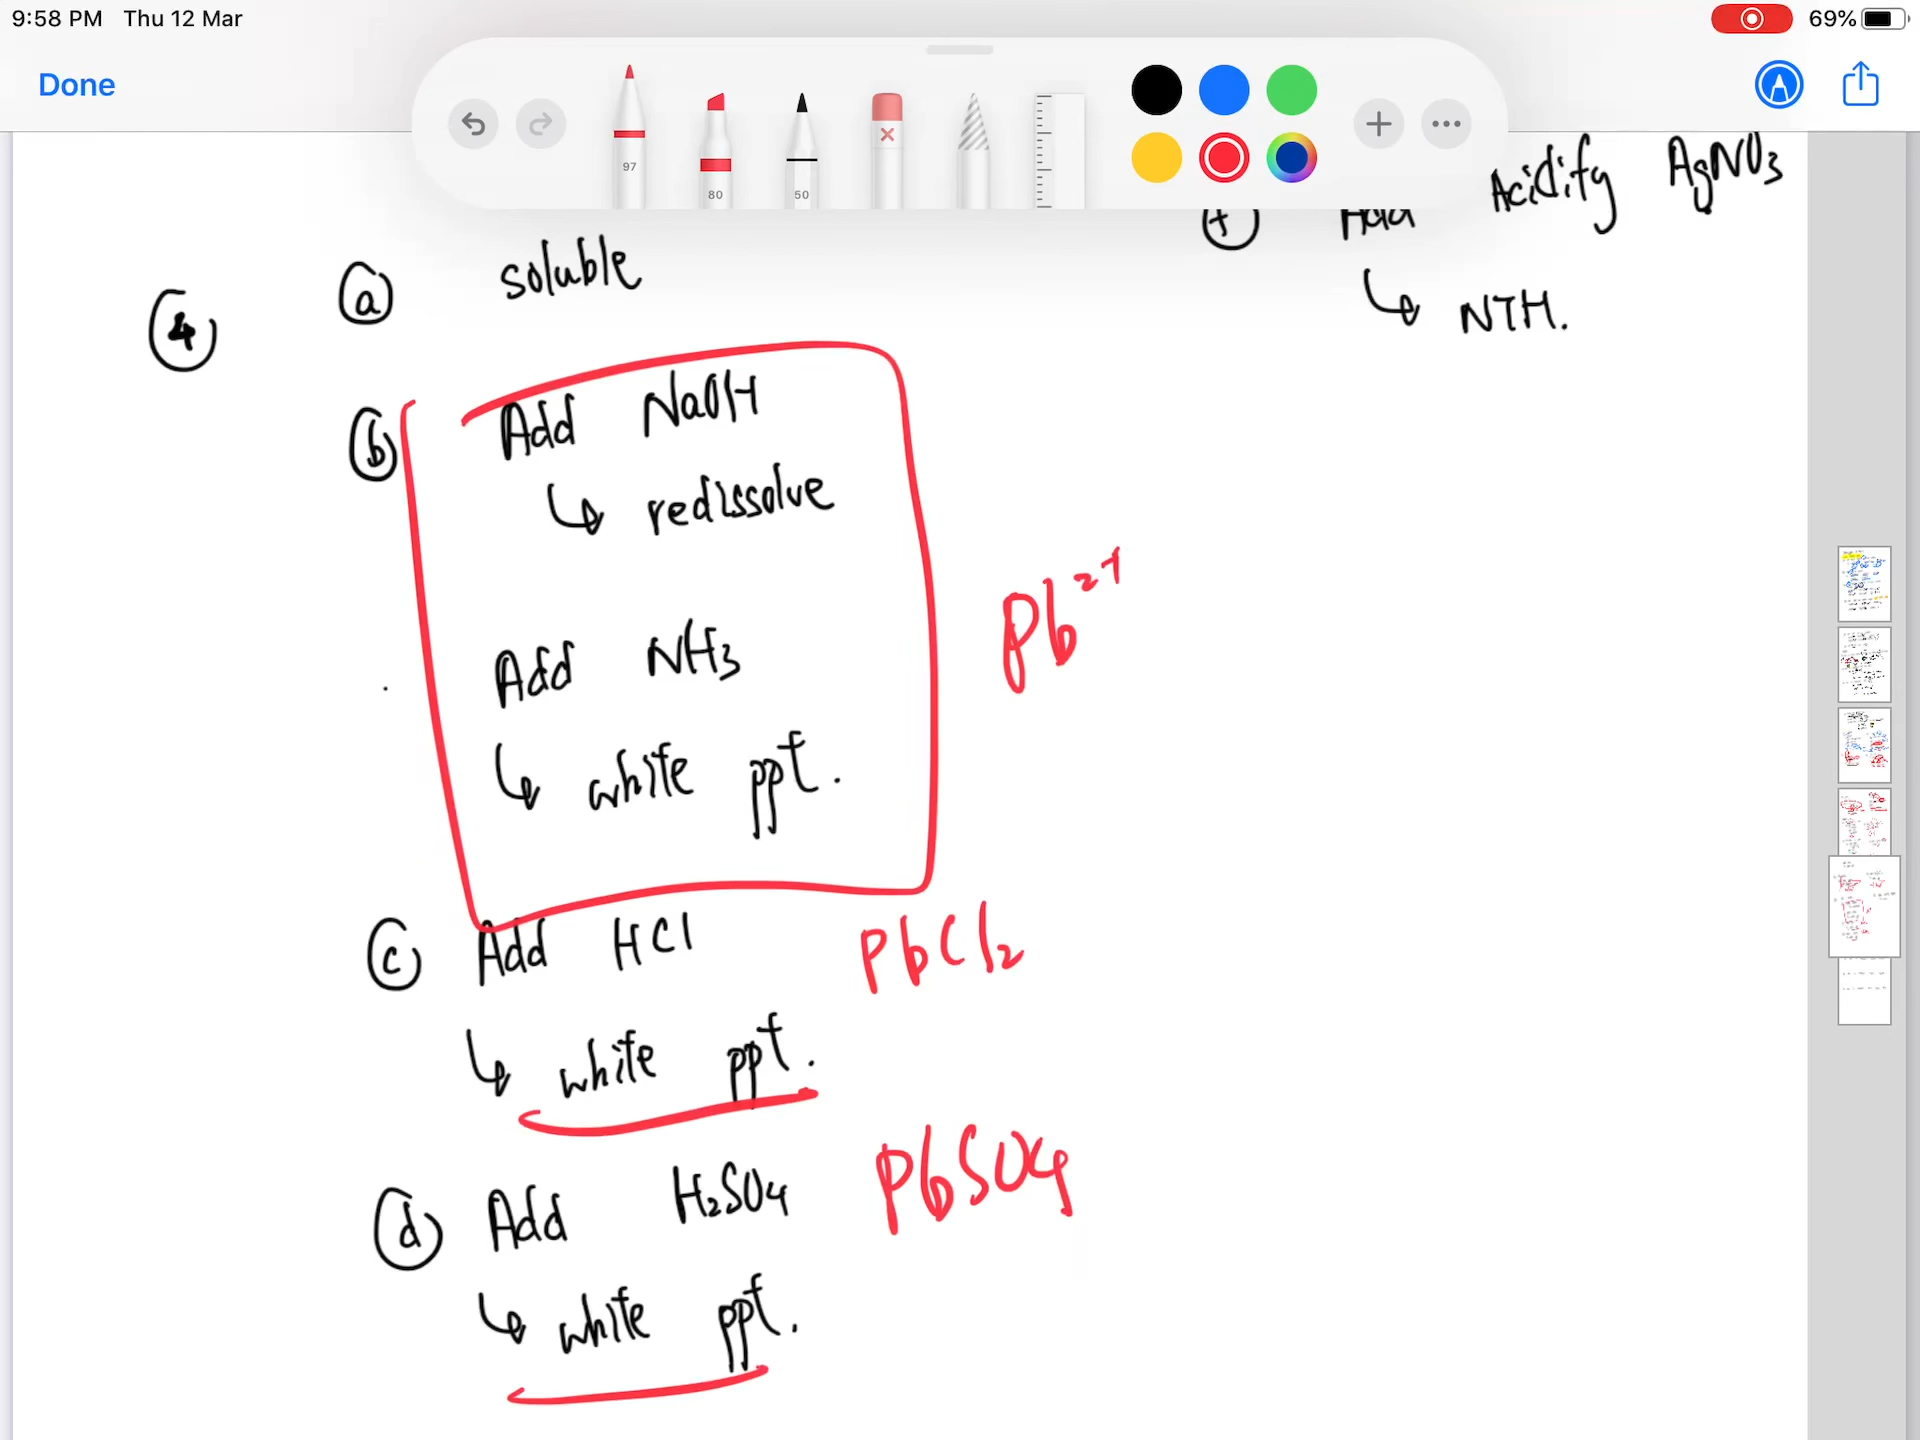 9:58 PM Thu 12 Mar
69%
Done
97
80
50
Acidify AgNO3
↳ NTH.
④ ⓐ soluble
ⓑ Add NaOH
↳ redissolve
Add NH3
↳ white ppt.
Pb²⁺
ⓒ Add HCl PbCl2
↳ white ppt.
ⓓ Add H2SO4 PbSO4
↳ white ppt.